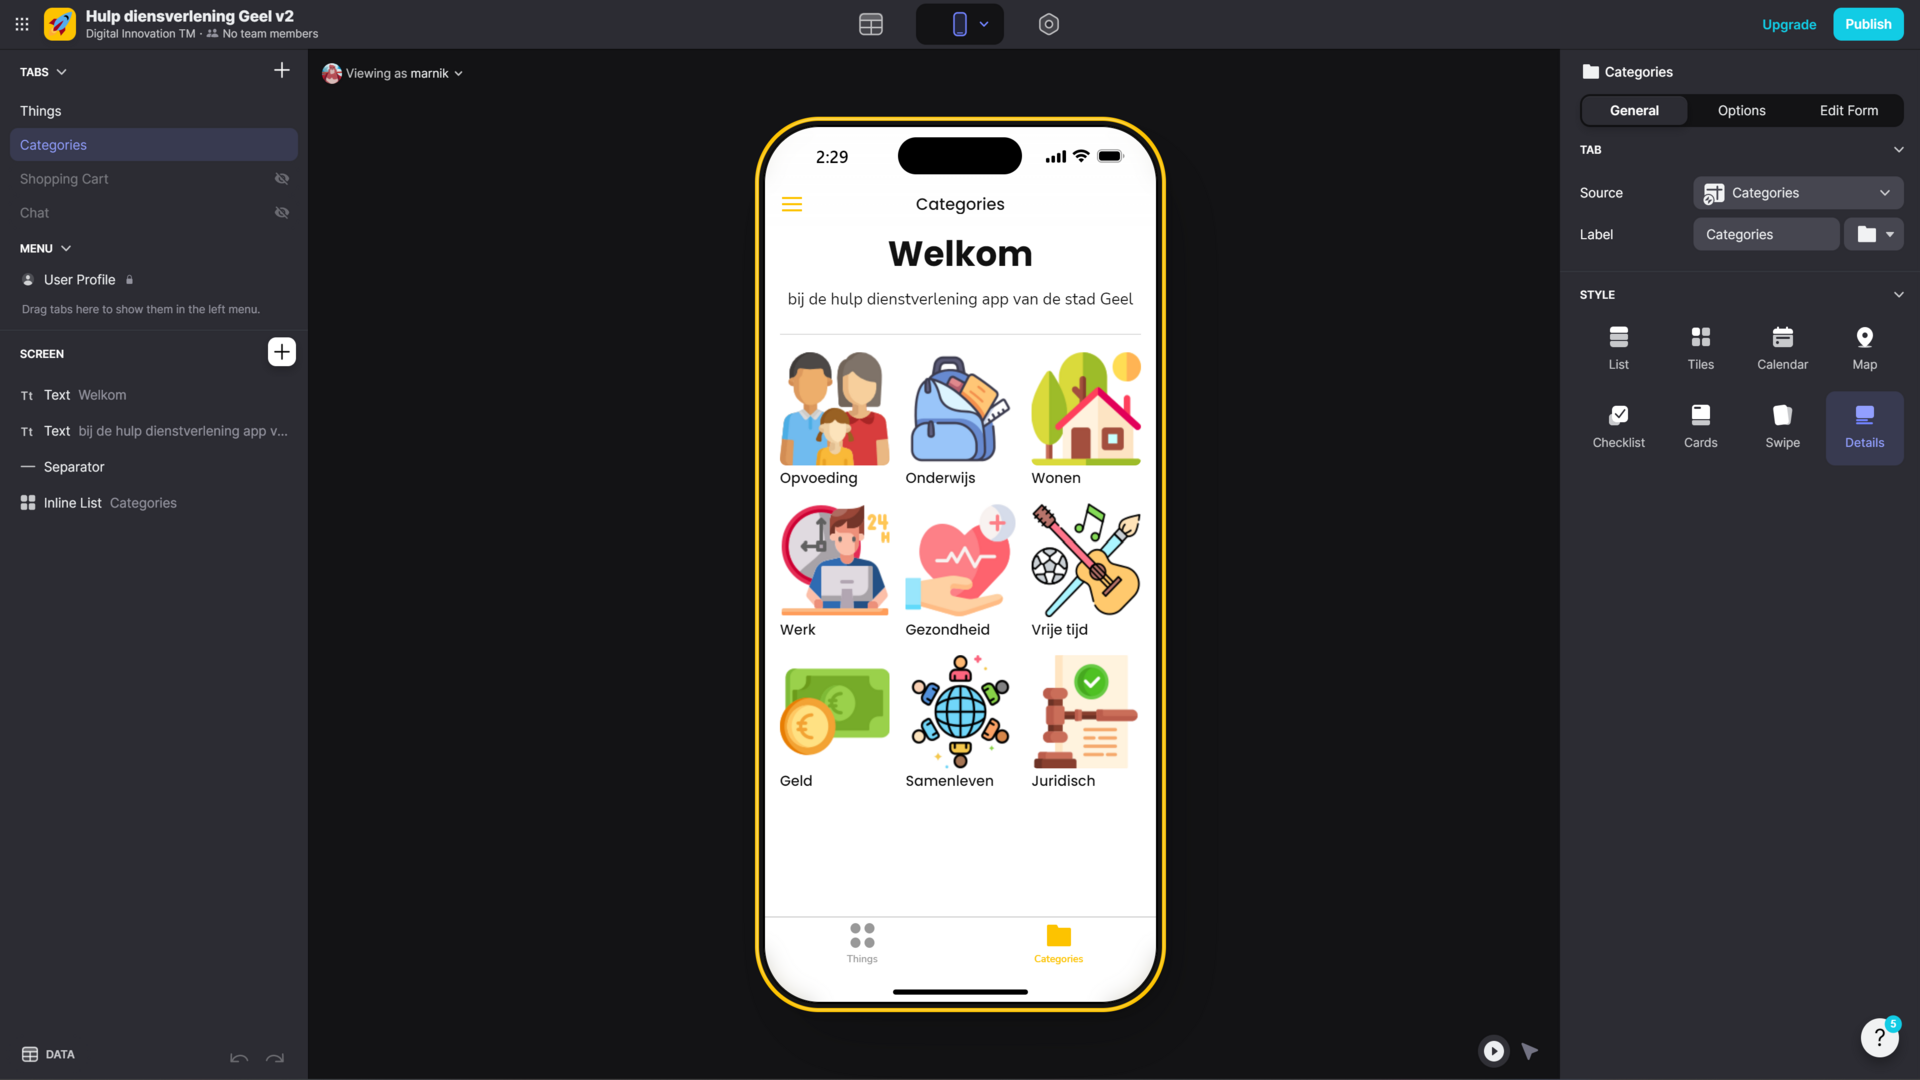 Hulp diensverlening Geel v2
Digital Innovation TM · No team members
Upgrade
Publish
TABS
Things
Categories
Shopping Cart
Chat
MENU
User Profile
Drag tabs here to show them in the left menu.
SCREEN
Tt Text Welkom
Tt Text bij de hulp dienstverlening app v...
Separator
Inline List Categories
DATA
Viewing as marnik
2:29
Categories
Welkom
bij de hulp dienstverlening app van de stad Geel
Opvoeding Onderwijs Wonen
24
H
Werk Gezondheid Vrije tijd
Geld Samenleven Juridisch
Things Categories
Categories
General Options Edit Form
TAB
Source Categories
Label Categories
STYLE
List Tiles Calendar Map
Checklist Cards Swipe Details
5
?